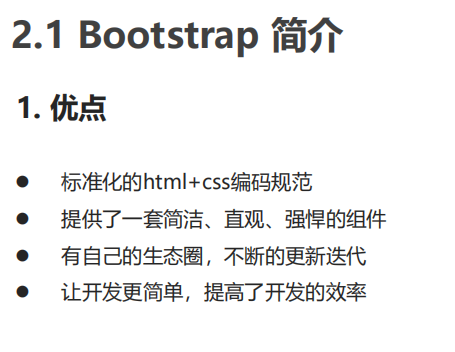 2.1 Bootstrap 简介
1. 优点
● 标准化的html+css编码规范
● 提供了一套简洁、直观、强悍的组件
● 有自己的生态圈，不断的更新迭代
● 让开发更简单，提高了开发的效率